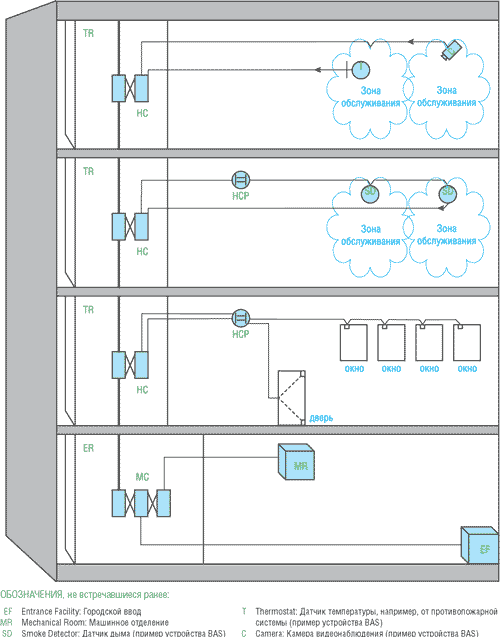 TR
C
T
Зона обслуживания
Зона обслуживания
HC
TR
SD
SD
HCP
Зона обслуживания
Зона обслуживания
HC
TR
HCP
HC
окно
окно
окно
окно
дверь
ER
MC
MR
EF
ОБОЗНАЧЕНИЯ, не встречавшиеся ранее:
EF Entrance Facility: Городской ввод
MR Mechanical Room: Машинное отделение
SD Smoke Detector: Датчик дыма (пример устройства BAS)
T Thermostat: Датчик температуры, например, от противопожарной
системы (пример устройства BAS)
C Camera: Камера видеонаблюдения (пример устройства BAS)